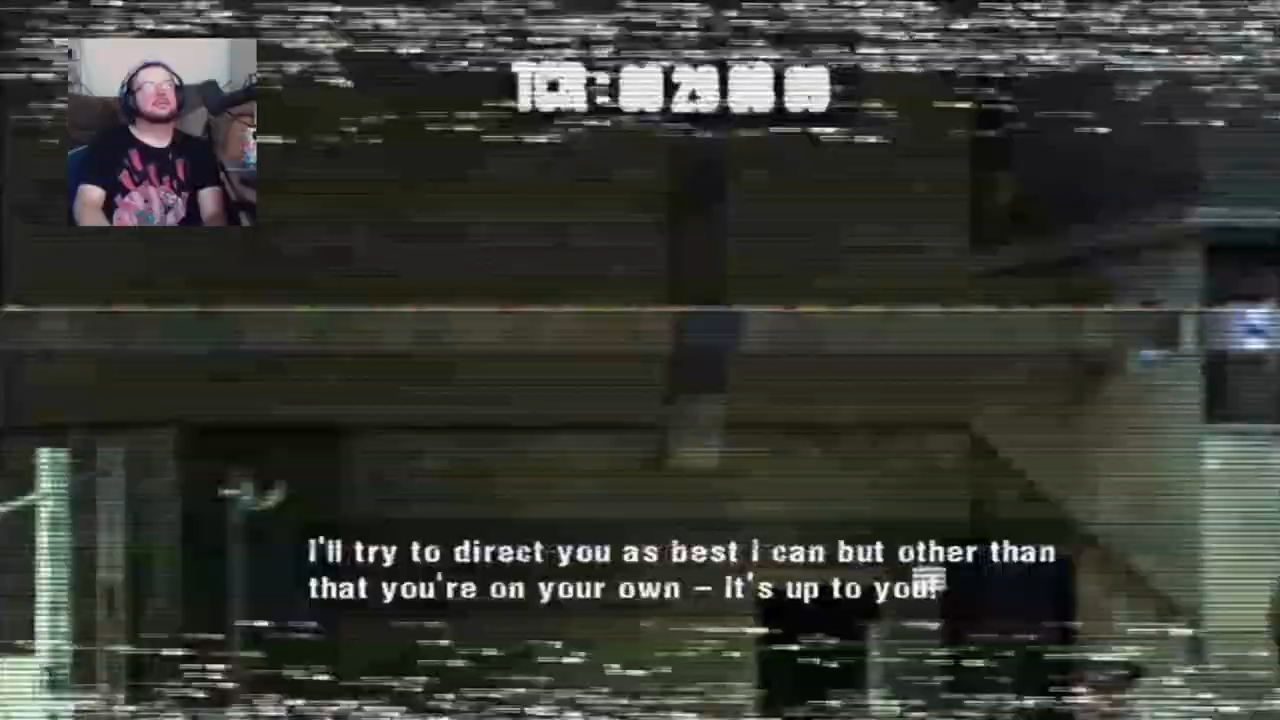 I'll try to direct you as best I can but other than
that you're on your own – It's up to you!